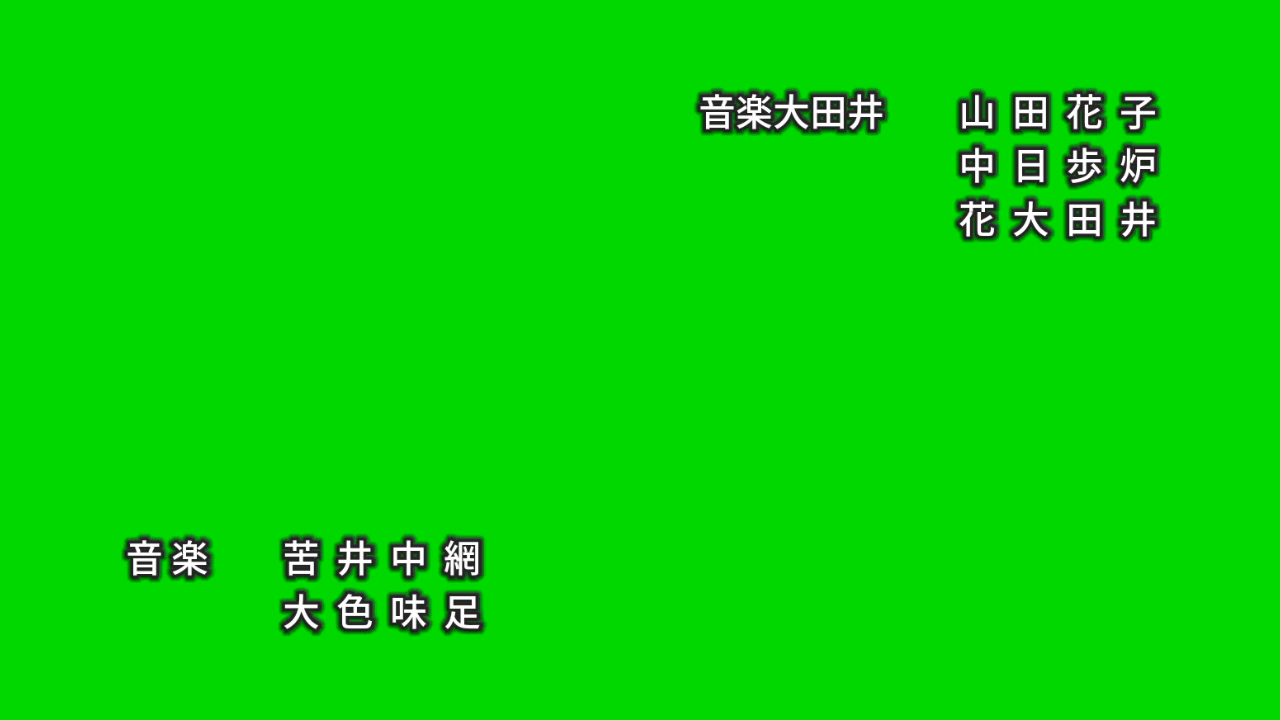 音楽大田井 山田花子
中日歩炉
花大田井
音楽 苦井中網
大色味足